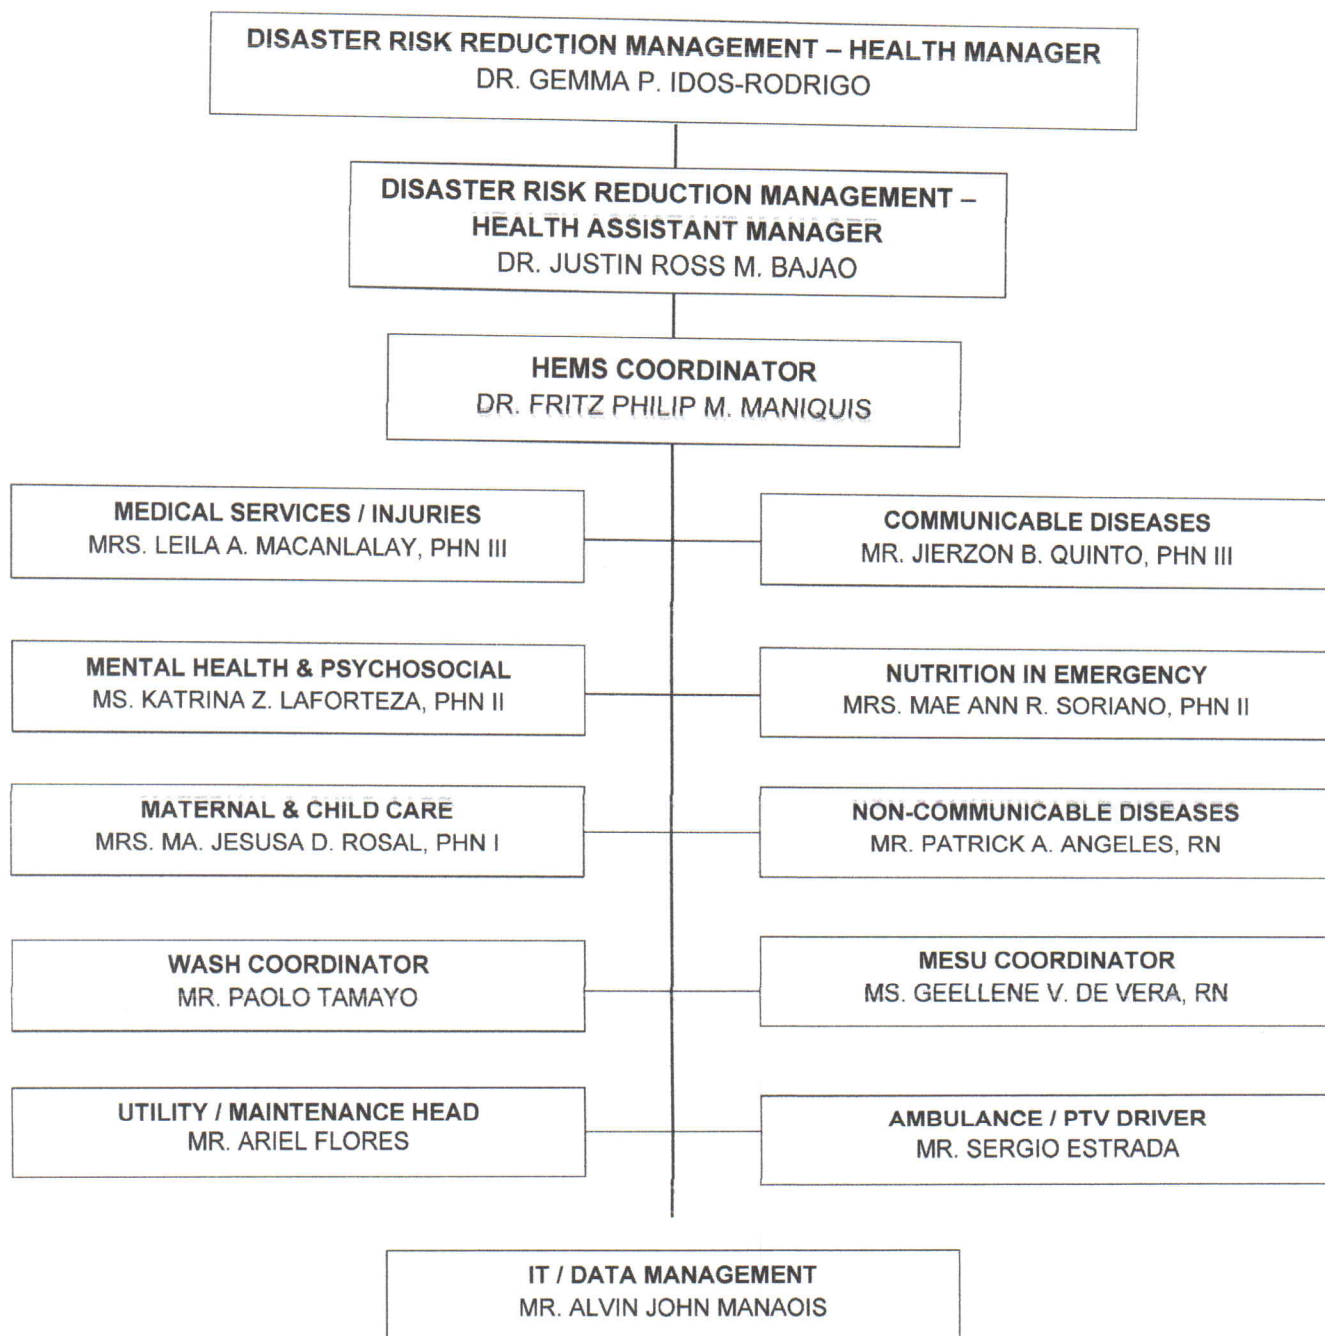 DISASTER RISK REDUCTION MANAGEMENT – HEALTH MANAGER
DR. GEMMA P. IDOS-RODRIGO
DISASTER RISK REDUCTION MANAGEMENT –
HEALTH ASSISTANT MANAGER
DR. JUSTIN ROSS M. BAJAO
HEMS COORDINATOR
DR. FRITZ PHILIP M. MANIQUIS
MEDICAL SERVICES / INJURIES
MRS. LEILA A. MACANLALAY, PHN III
COMMUNICABLE DISEASES
MR. JIERZON B. QUINTO, PHN III
MENTAL HEALTH & PSYCHOSOCIAL
MS. KATRINA Z. LAFORTEZA, PHN II
NUTRITION IN EMERGENCY
MRS. MAE ANN R. SORIANO, PHN II
MATERNAL & CHILD CARE
MRS. MA. JESUSA D. ROSAL, PHN I
NON-COMMUNICABLE DISEASES
MR. PATRICK A. ANGELES, RN
WASH COORDINATOR
MR. PAOLO TAMAYO
MESU COORDINATOR
MS. GEELLENE V. DE VERA, RN
UTILITY / MAINTENANCE HEAD
MR. ARIEL FLORES
AMBULANCE / PTV DRIVER
MR. SERGIO ESTRADA
IT / DATA MANAGEMENT
MR. ALVIN JOHN MANAOIS